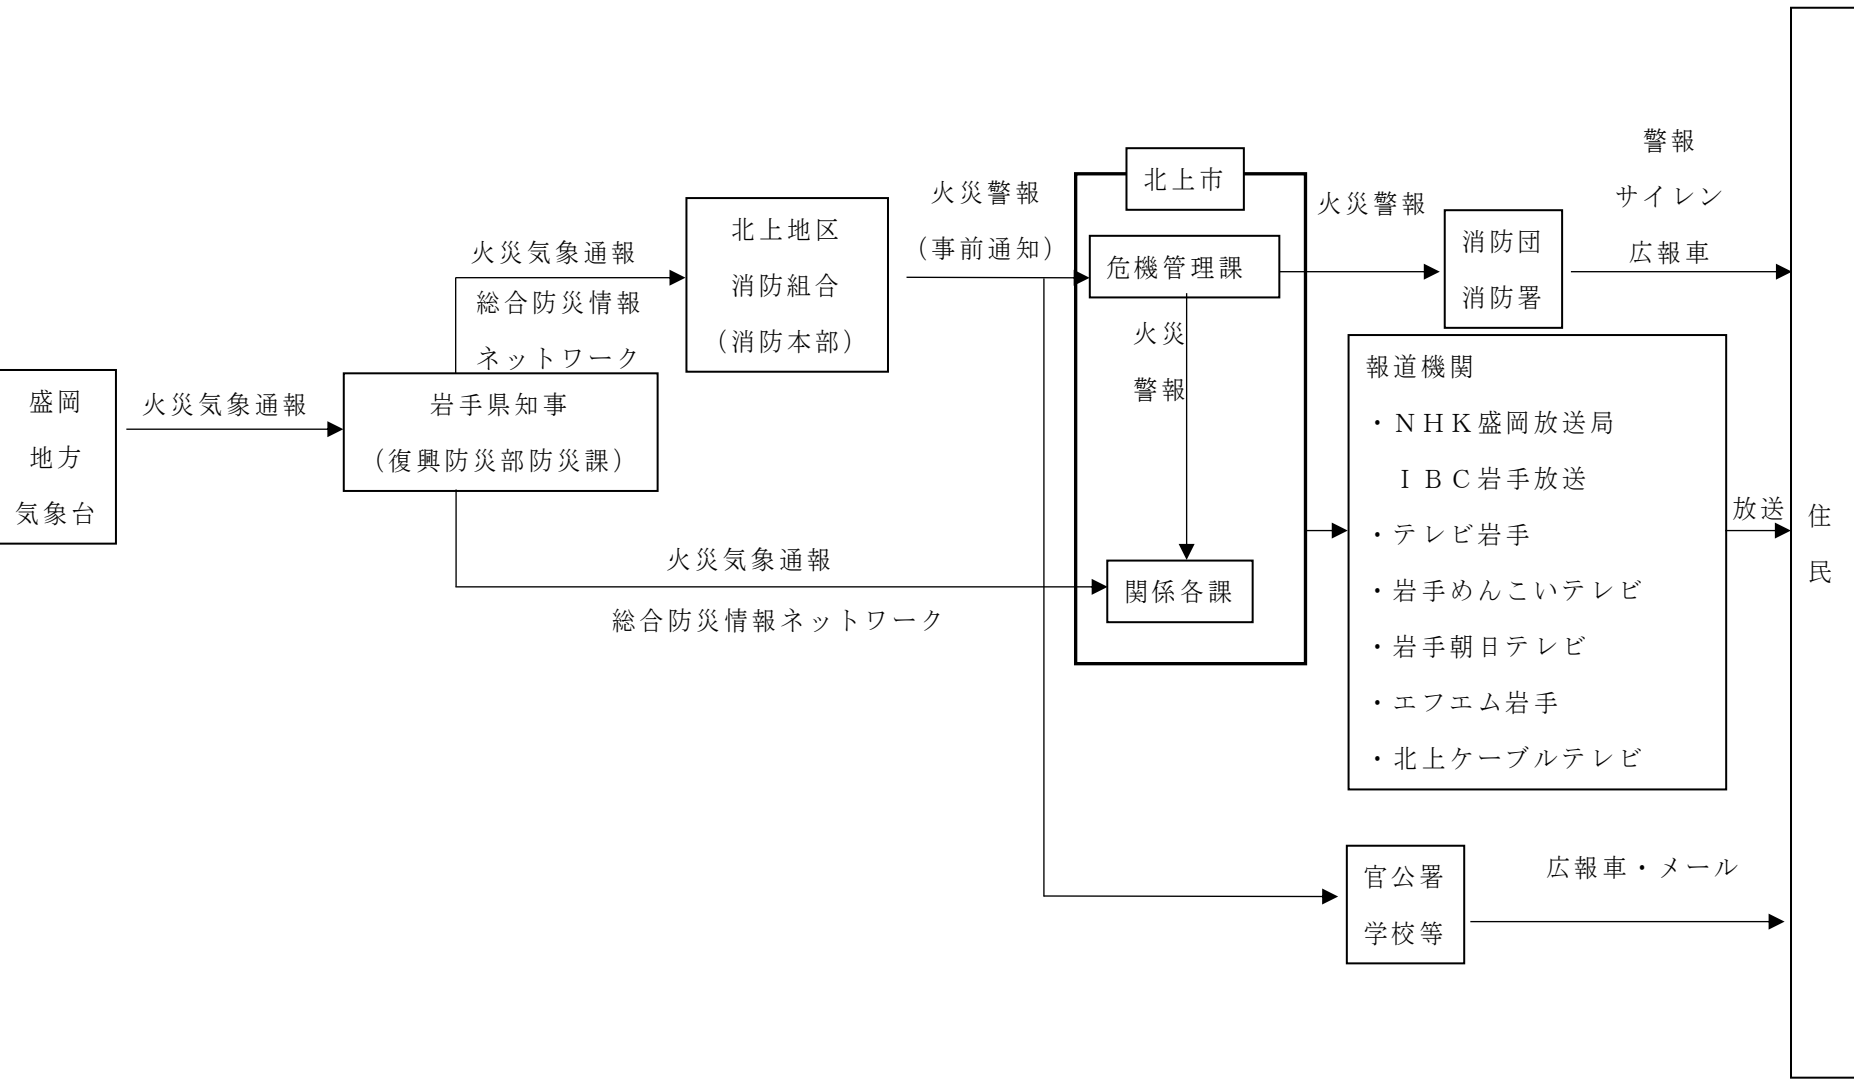 盛岡
地方
気象台
火災気象通報
岩手県知事
（復興防災部防災課）
火災気象通報
総合防災情報
ネットワーク
北上地区
消防組合
（消防本部）
火災気象通報
総合防災情報ネットワーク
火災警報
（事前通知）
北上市
危機管理課
火災
警報
関係各課
火災警報
消防団
消防署
警報
サイレン
広報車
報道機関
・ＮＨＫ盛岡放送局
ＩＢＣ岩手放送
・テレビ岩手
・岩手めんこいテレビ
・岩手朝日テレビ
・エフエム岩手
・北上ケーブルテレビ
放送
官公署
学校等
広報車・メール
住
民